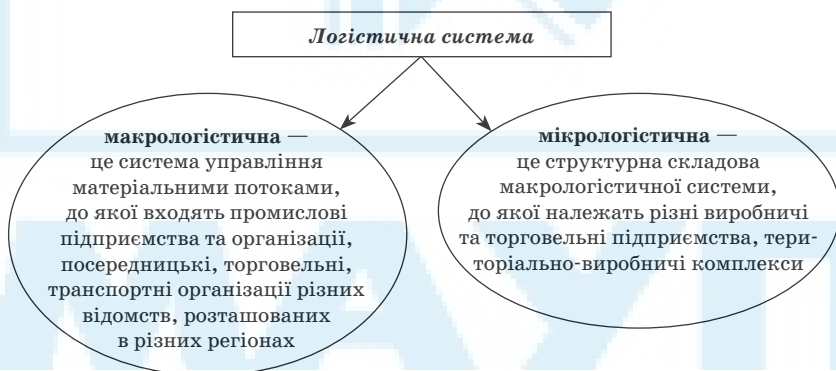 Логістична система
макрологістична —
це система управління
матеріальними потоками,
до якої входять промислові
підприємства та організації,
посередницькі, торговельні,
транспортні організації різних
відомств, розташованих
в різних регіонах
мікрологістична —
це структурна складова
макрологістичної системи,
до якої належать різні виробничі
та торговельні підприємства, тери-
торіально-виробничі комплекси